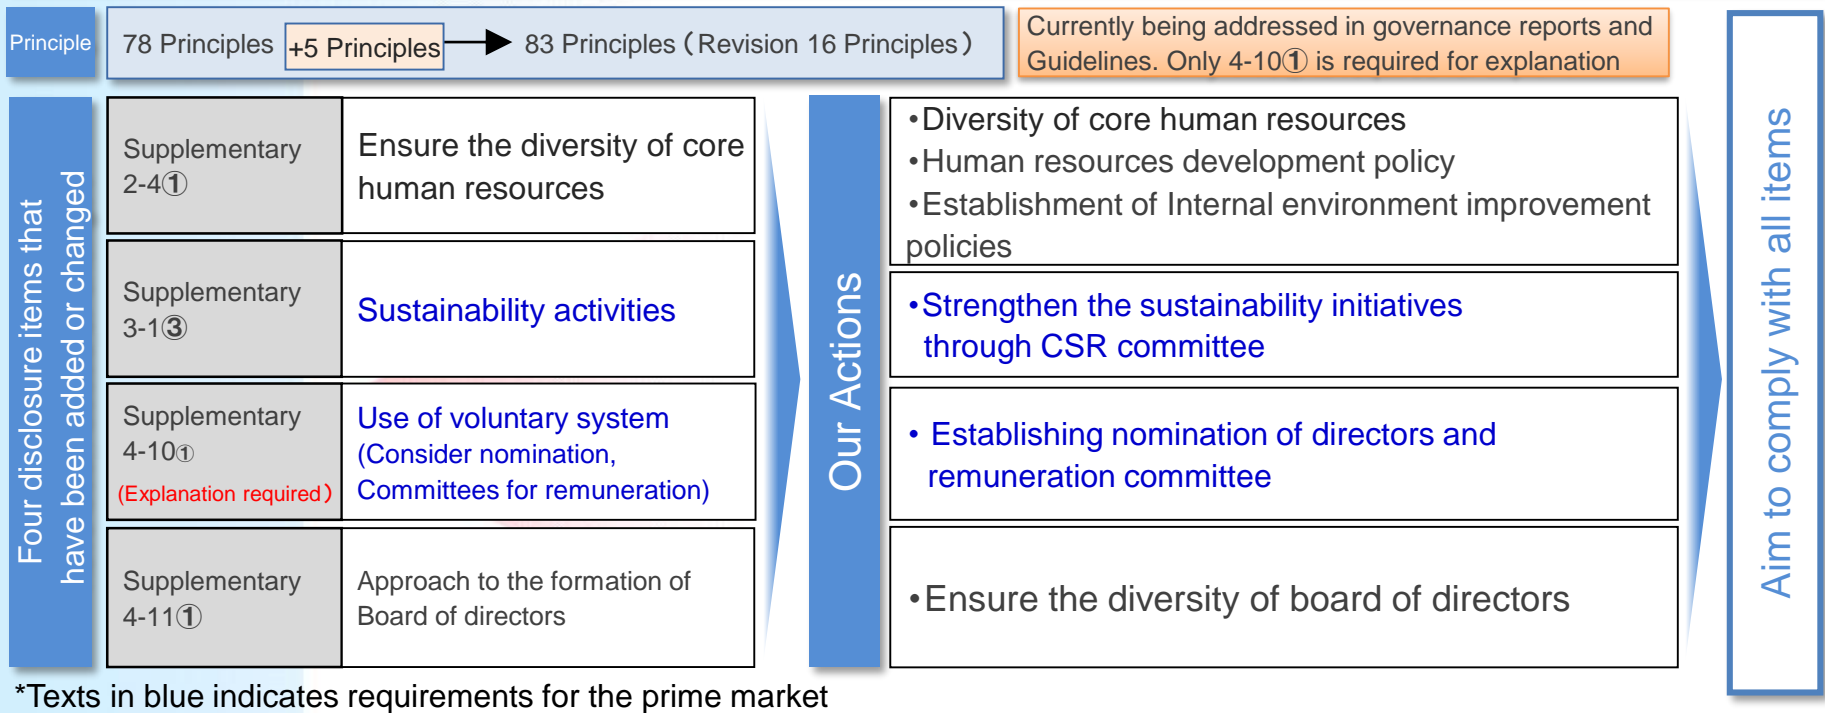 Principle
78 Principles +5 Principles 83 Principles (Revision 16 Principles)
Currently being addressed in governance reports and
Guidelines. Only 4-10① is required for explanation
Four disclosure items that
have been added or changed
Supplementary
2-4①
Ensure the diversity of core
human resources
Supplementary
3-1③
Sustainability activities
Supplementary
4-10①
(Explanation required)
Use of voluntary system
(Consider nomination,
Committees for remuneration)
Supplementary
4-11①
Approach to the formation of
Board of directors
Our Actions
・Diversity of core human resources
・Human resources development policy
・Establishment of Internal environment improvement
policies
・Strengthen the sustainability initiatives
through CSR committee
・ Establishing nomination of directors and
remuneration committee
・Ensure the diversity of board of directors
Aim to comply with all items
*Texts in blue indicates requirements for the prime market